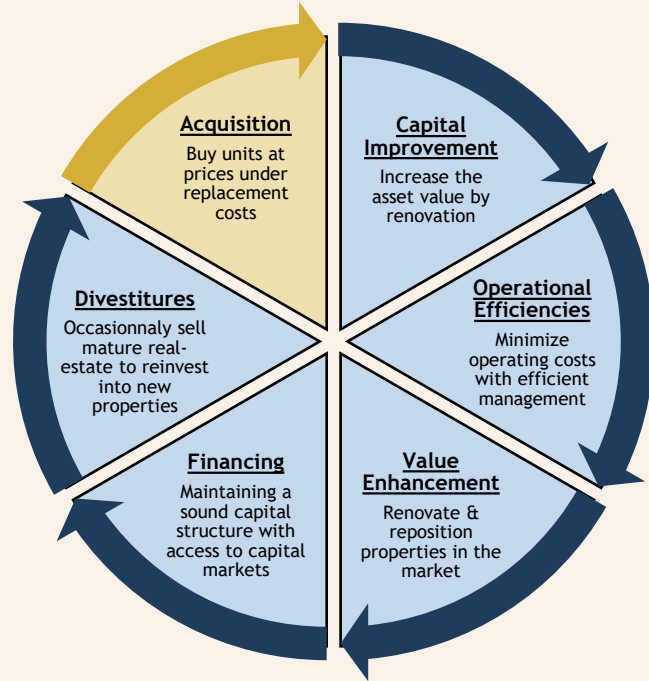 Acquisition
Buy units at
prices under
replacement
costs
Capital
Improvement
Increase the
asset value by
renovation
Operational
Efficiencies
Minimize
operating costs
with efficient
management
Value
Enhancement
Renovate &
reposition
properties in the
market
Financing
Maintaining a
sound capital
structure with
access to capital
markets
Divestitures
Occasionnaly sell
mature real-
estate to reinvest
into new
properties